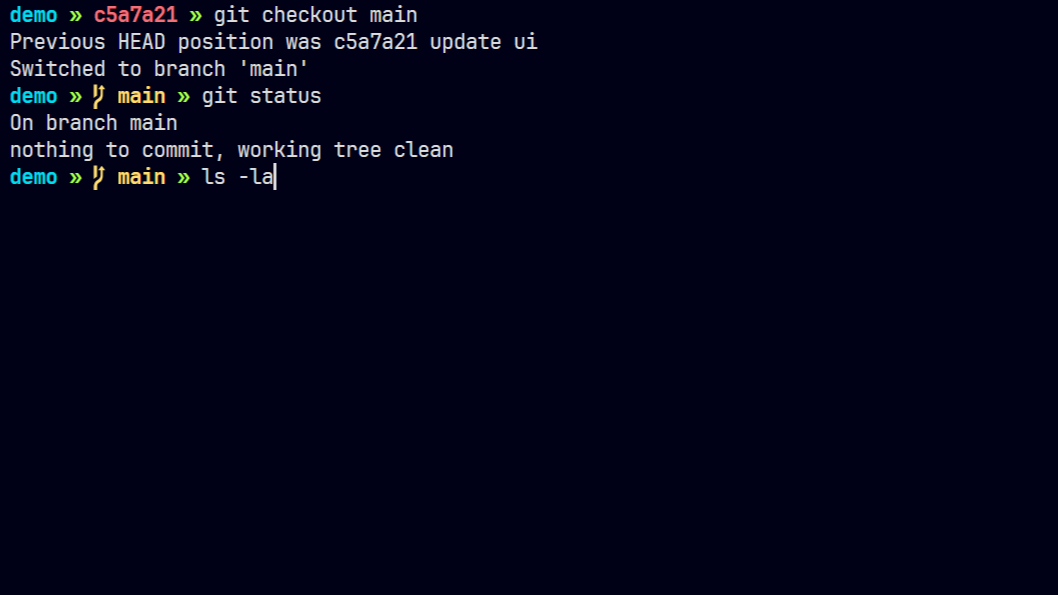 demo » c5a7a21 » git checkout main
Previous HEAD position was c5a7a21 update ui
Switched to branch 'main'
demo » main » git status
On branch main
nothing to commit, working tree clean
demo » main » ls -la